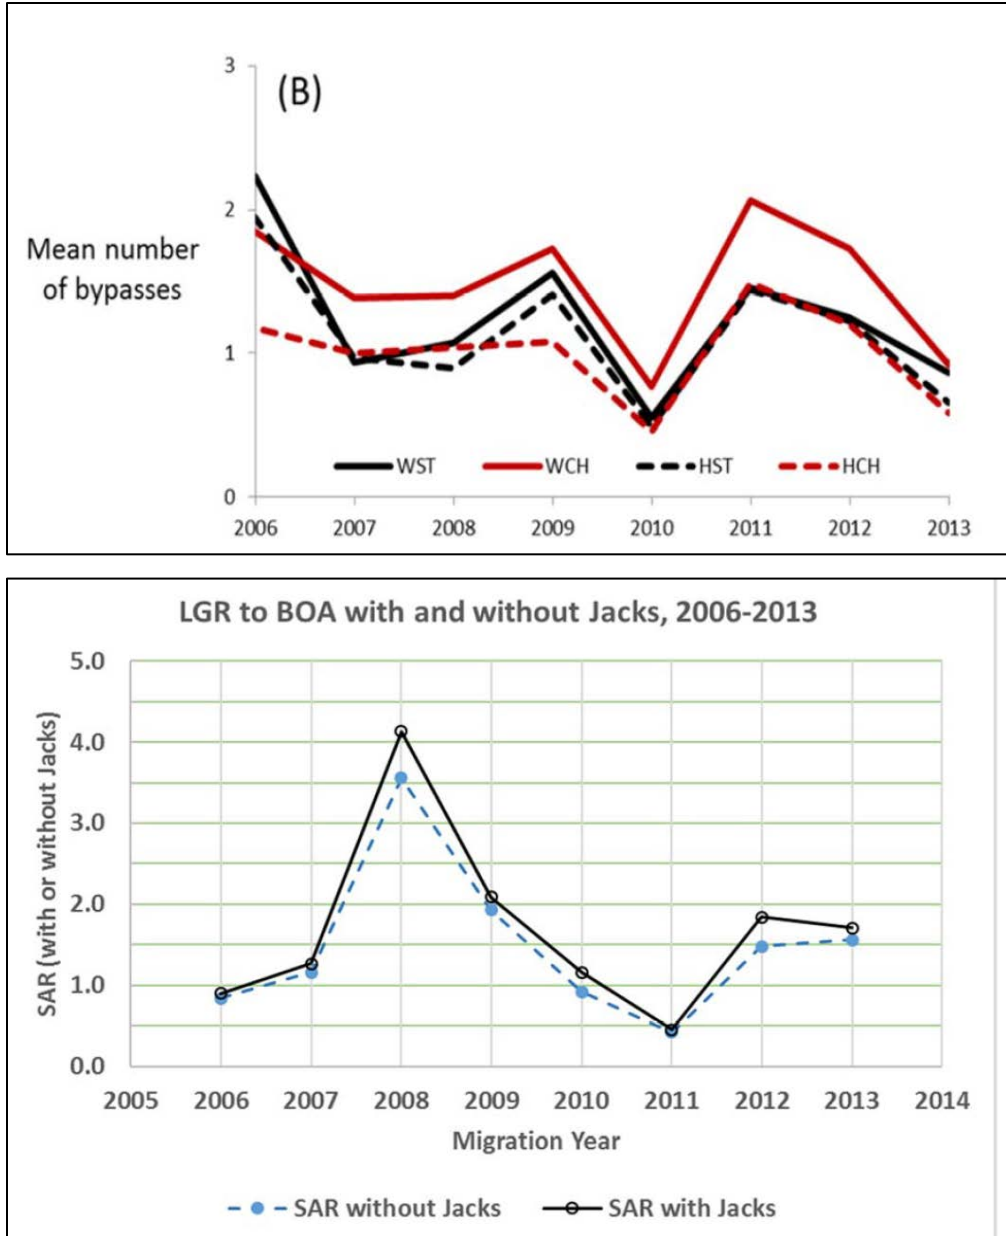 3
(B)
2
Mean number
of bypasses
1
WST WCH HST HCH
0
2006 2007 2008 2009 2010 2011 2012 2013
LGR to BOA with and without Jacks, 2006-2013
5.0
4.0
3.0
2.0
1.0
0.0
SAR (with or without Jacks)
2005 2006 2007 2008 2009 2010 2011 2012 2013 2014
Migration Year
SAR without Jacks SAR with Jacks